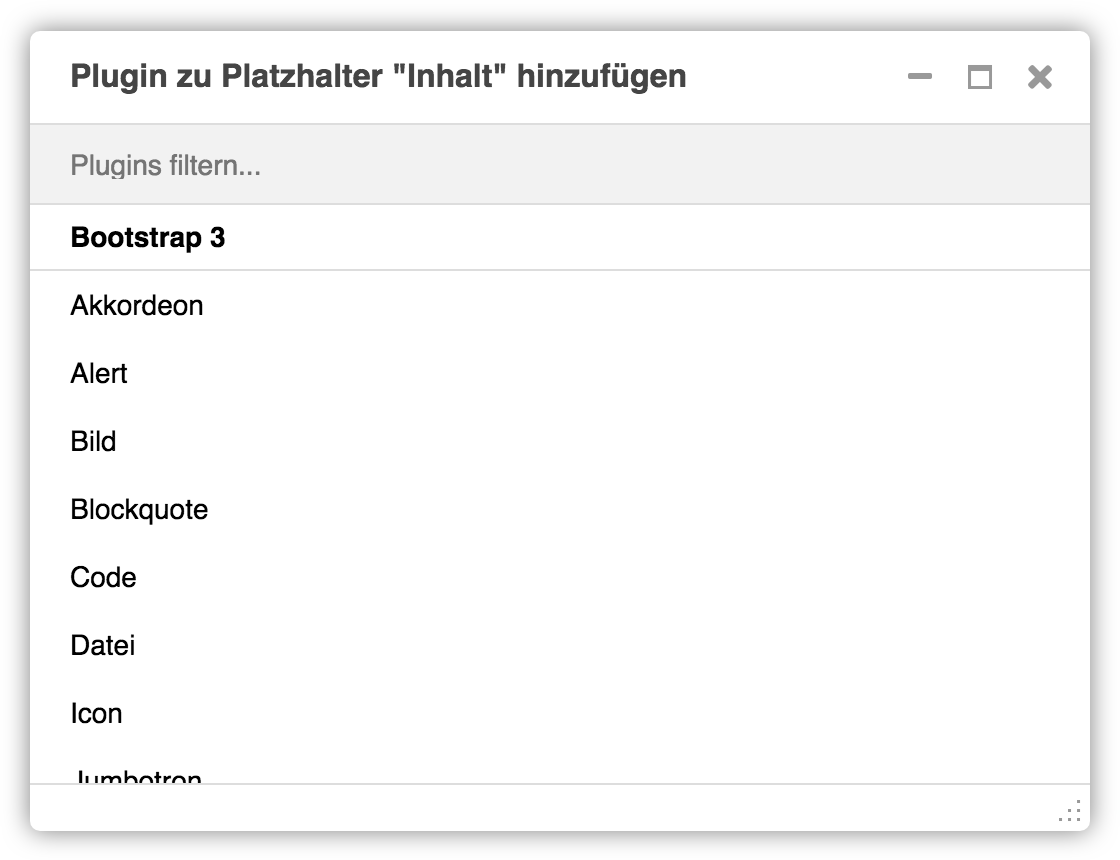 Plugin zu Platzhalter "Inhalt" hinzufügen
Plugins filtern...
Bootstrap 3
Akkordeon
Alert
Bild
Blockquote
Code
Datei
Icon
Jumbotron